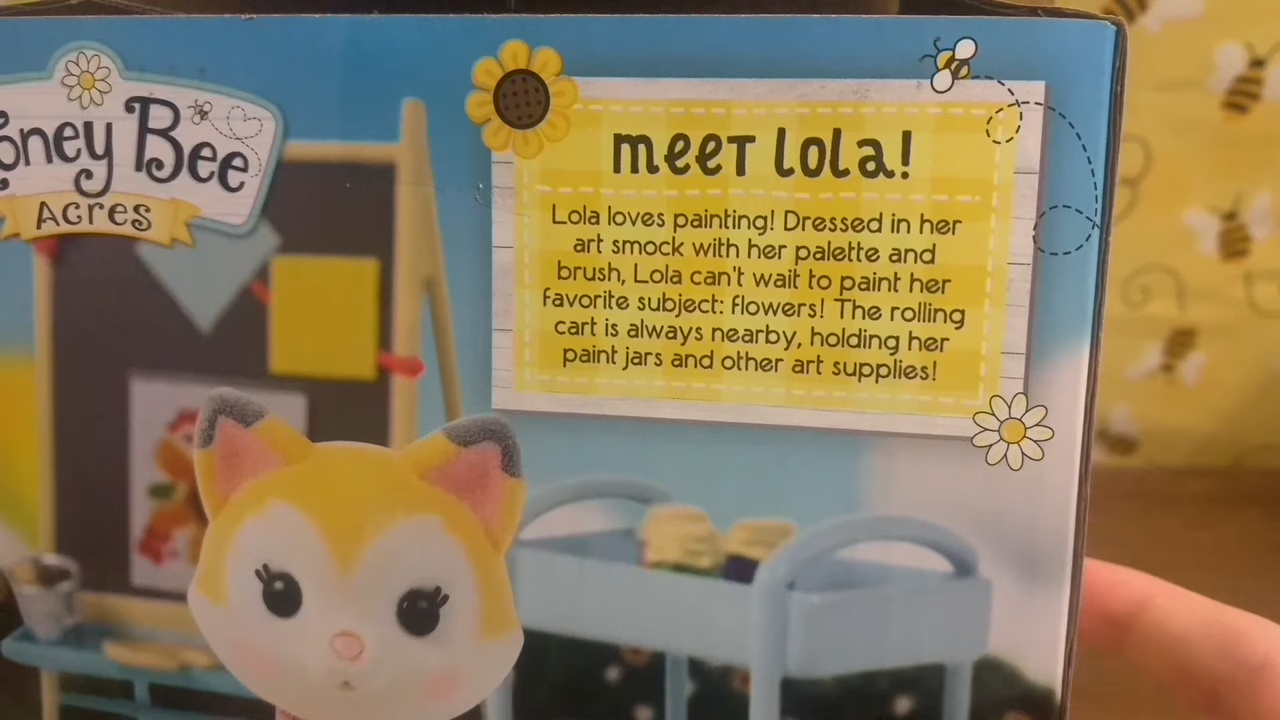 oney Bee
Acres
meet lola!
Lola loves painting! Dressed in her
art smock with her palette and
brush, Lola can't wait to paint her
favorite subject: flowers! The rolling
cart is always nearby, holding her
paint jars and other art supplies!